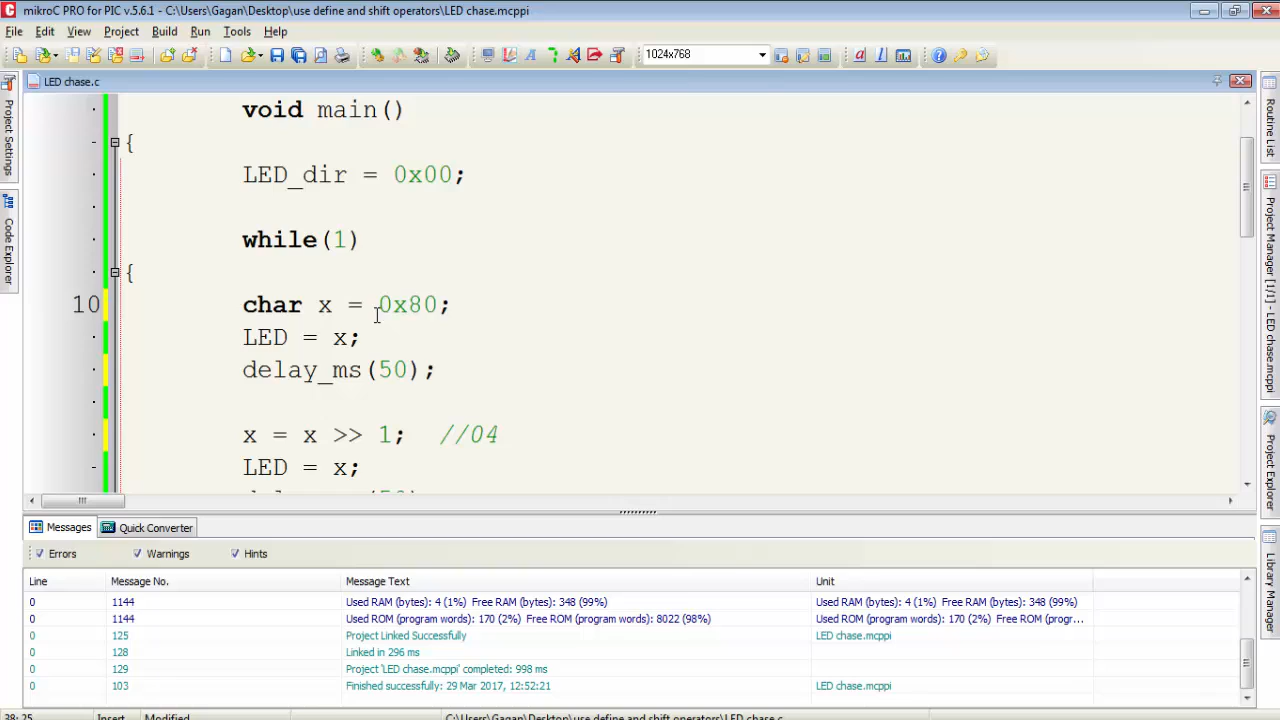 mikroC PRO for PIC v.5.6.1 - C:\Users\Gagan\Desktop\use define and shift operators\LED chase.mcppi
File Edit View Project Build Run Tools Help
1024x768
LED chase.c
Project Settings
Code Explorer
void main()
{
LED_dir = 0x00;
while(1)
{
10 char x = 0x80;
LED = x;
delay_ms(50);
x = x >> 1; //04
LED = x;
Routine List
Project Manager [1/1] - LED chase.mcppi
Project Explorer
Library Manager
Messages Quick Converter
Errors Warnings Hints
Line Message No. Message Text Unit
0 1144 Used RAM (bytes): 4 (1%) Free RAM (bytes): 348 (99%) Used RAM (bytes): 4 (1%) Free RAM (bytes): 348 (99%)
0 1144 Used ROM (program words): 170 (2%) Free ROM (program words): 8022 (98%) Used ROM (program words): 170 (2%) Free ROM (progr...
0 125 Project Linked Successfully LED chase.mcppi
0 128 Linked in 296 ms
0 129 Project 'LED chase.mcppi' completed: 998 ms
0 103 Finished successfully: 29 Mar 2017, 12:52:21 LED chase.mcppi
38: 25 Insert Modified C:\Users\Gagan\Desktop\use define and shift operators\LED chase.c